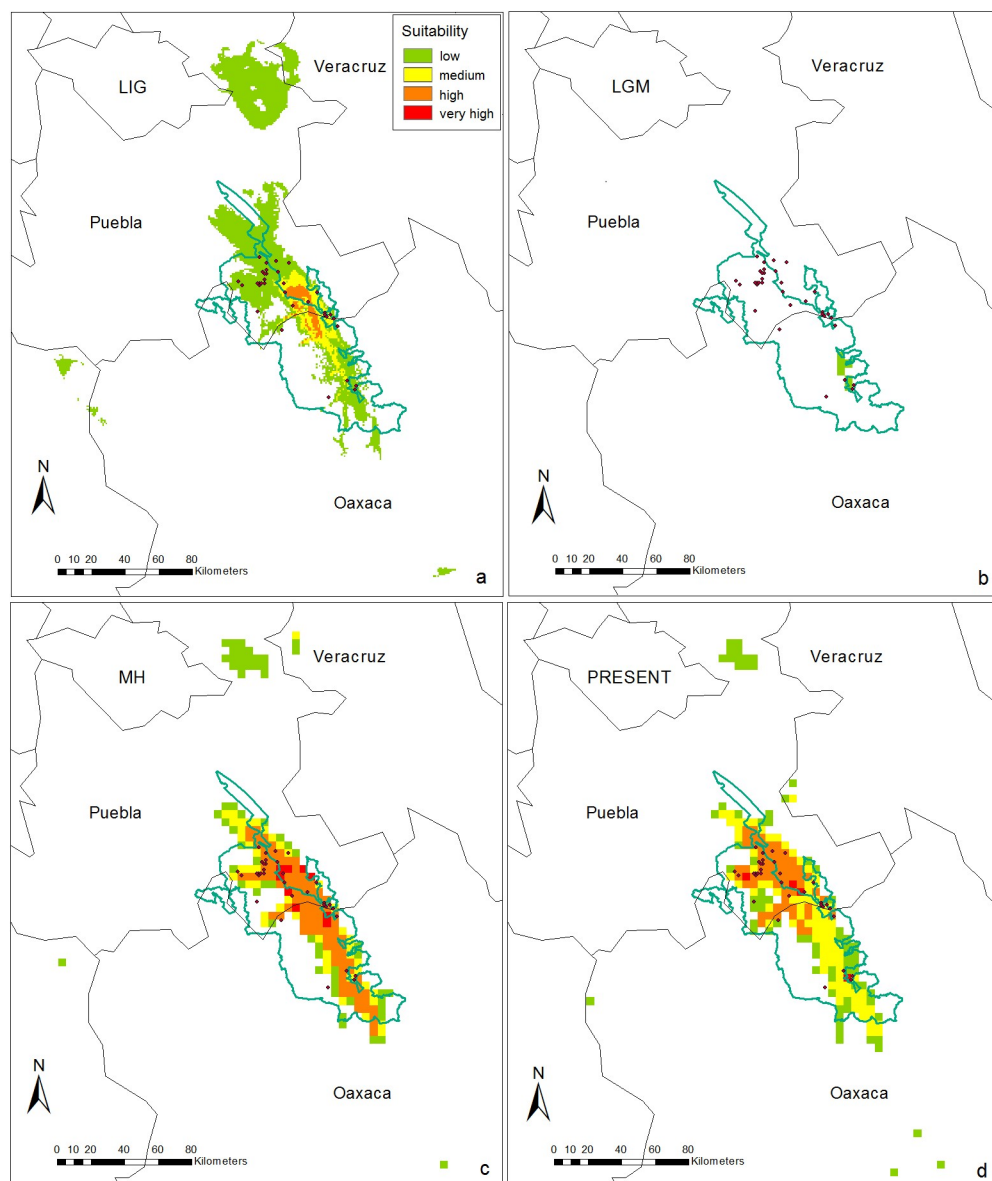 Suitability
low
medium
high
very high
LIG
Veracruz
Puebla
Oaxaca
N
0 10 20 40 60 80
Kilometers
a
LGM
Veracruz
Puebla
Oaxaca
N
0 10 20 40 60 80
Kilometers
b
MH
Veracruz
Puebla
Oaxaca
N
0 10 20 40 60 80
Kilometers
c
PRESENT
Veracruz
Puebla
Oaxaca
N
0 10 20 40 60 80
Kilometers
d